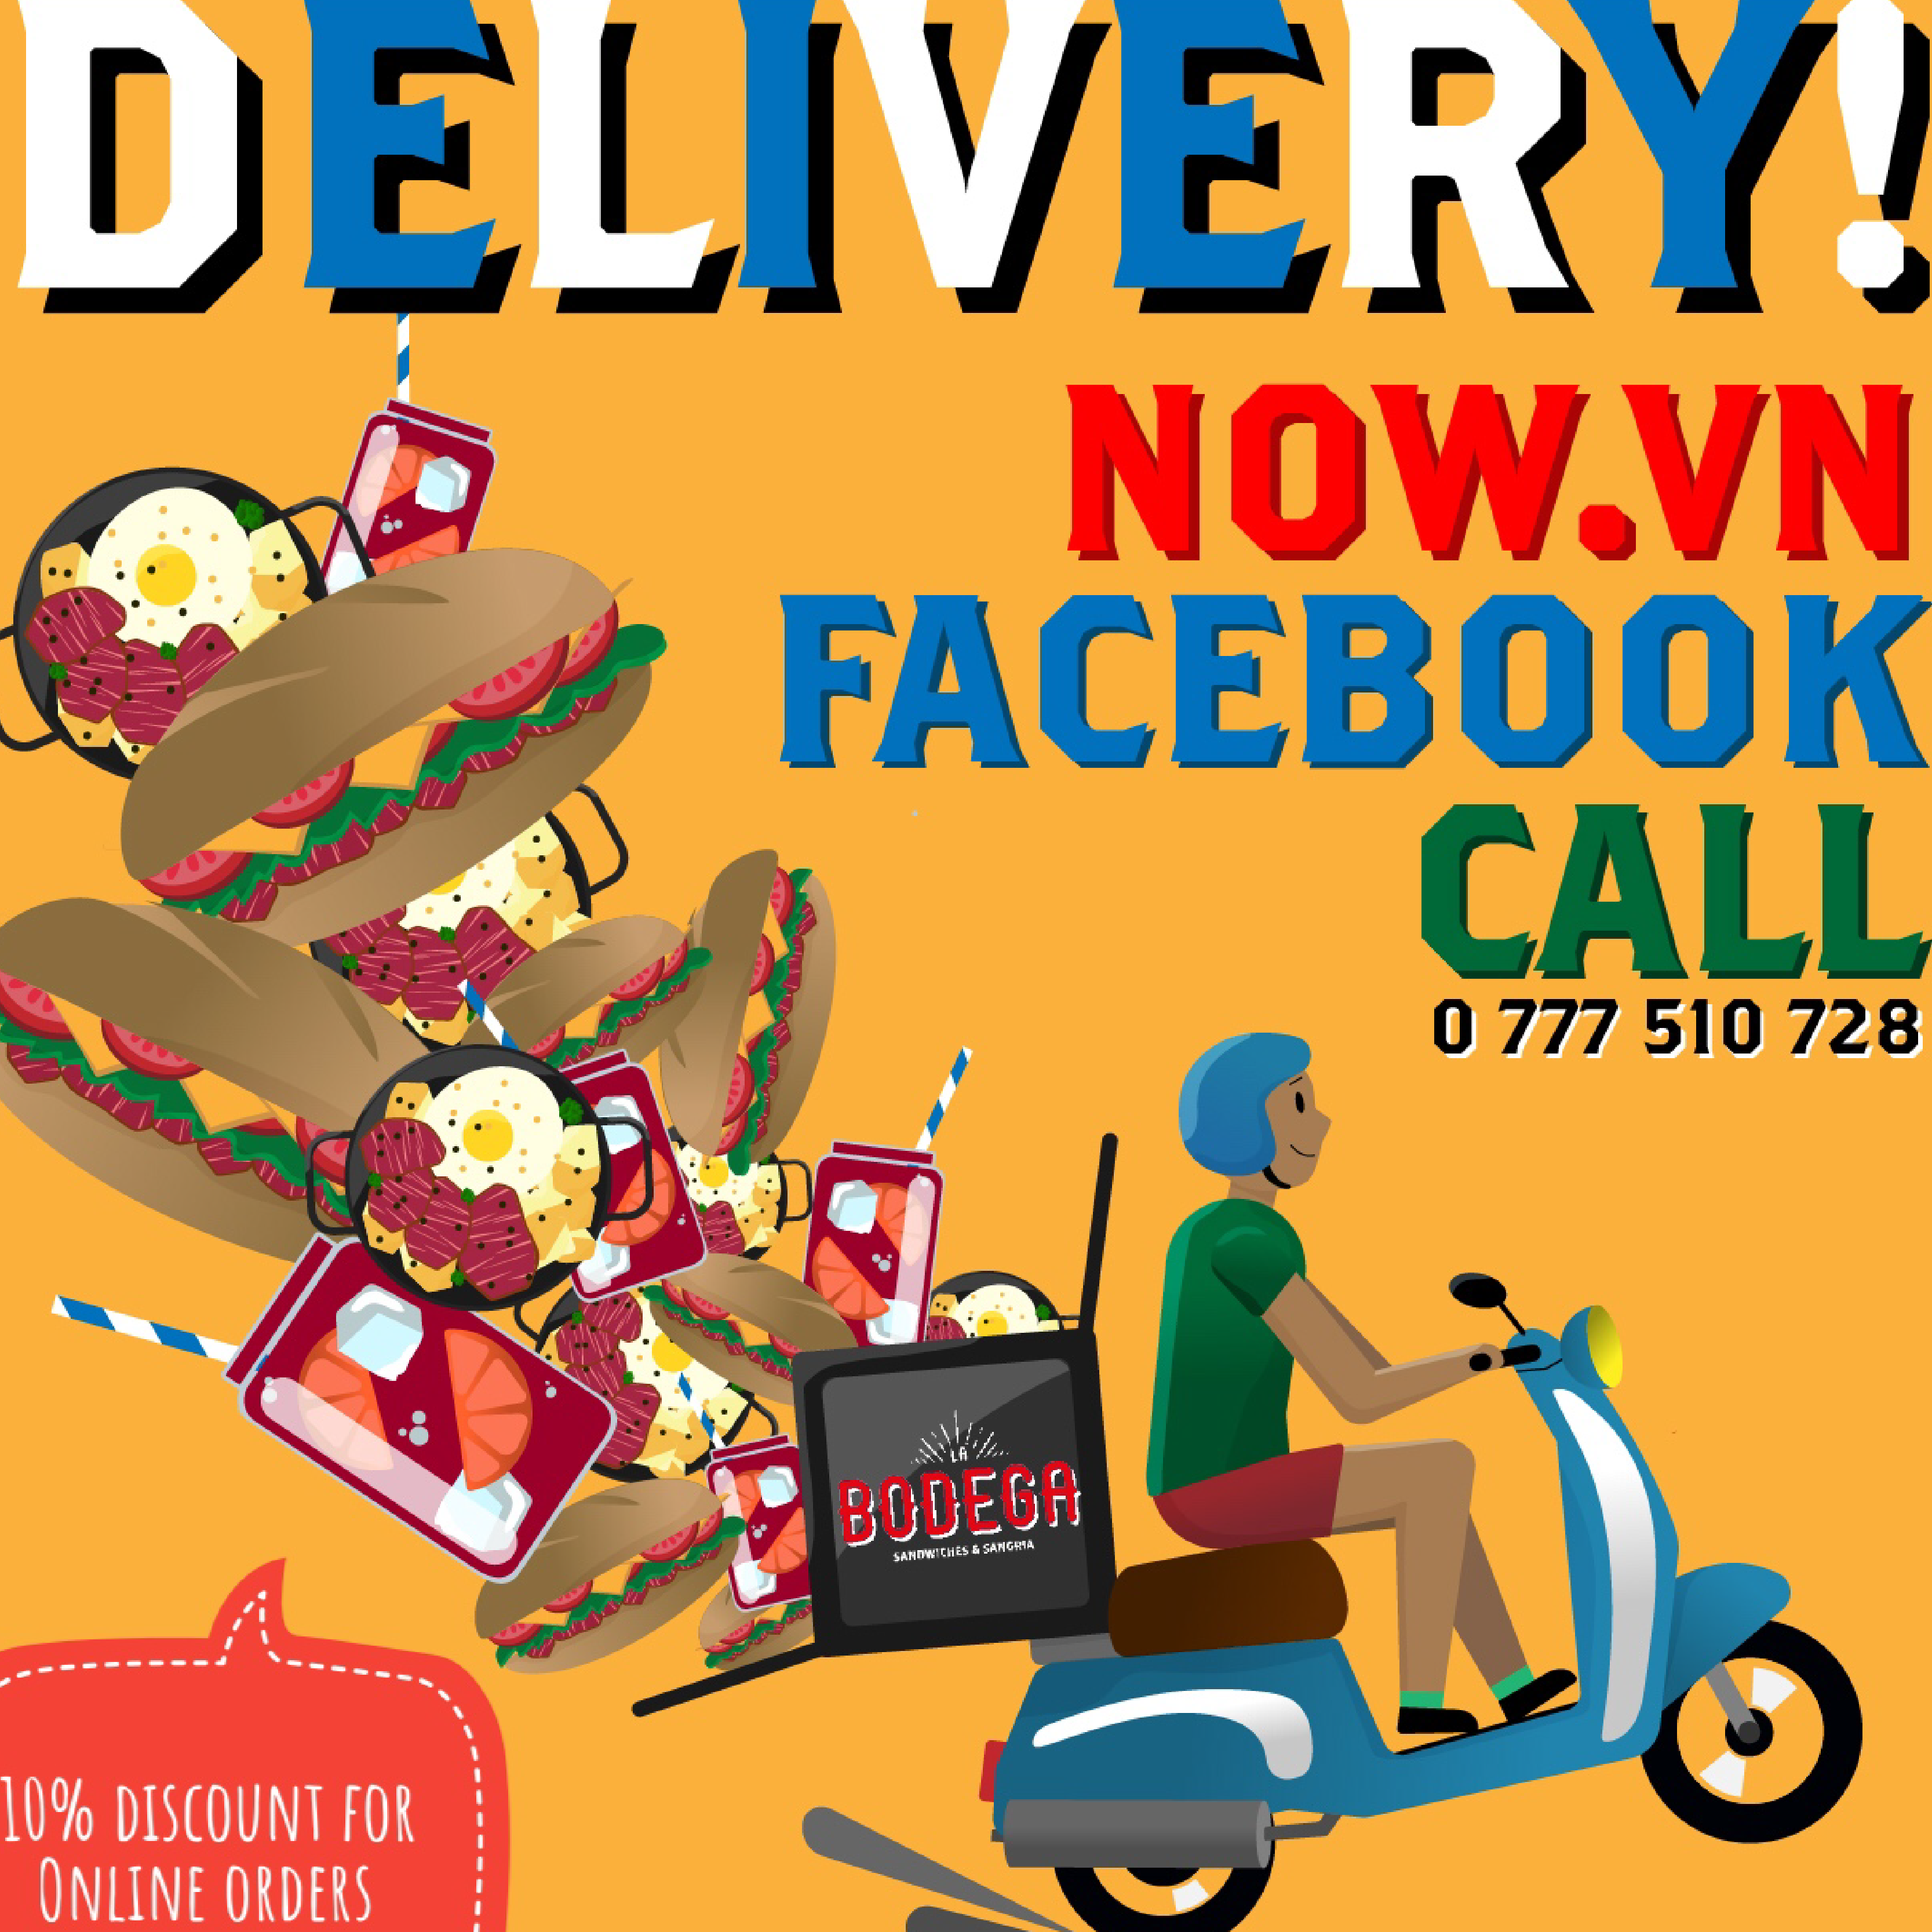 DELIVERY!
NOW.VN
FACEBOOK
CALL
0 777 510 728
LA
BODEGA
SANDWICHES & SANGRIA
10% DISCOUNT FOR
ONLINE ORDERS